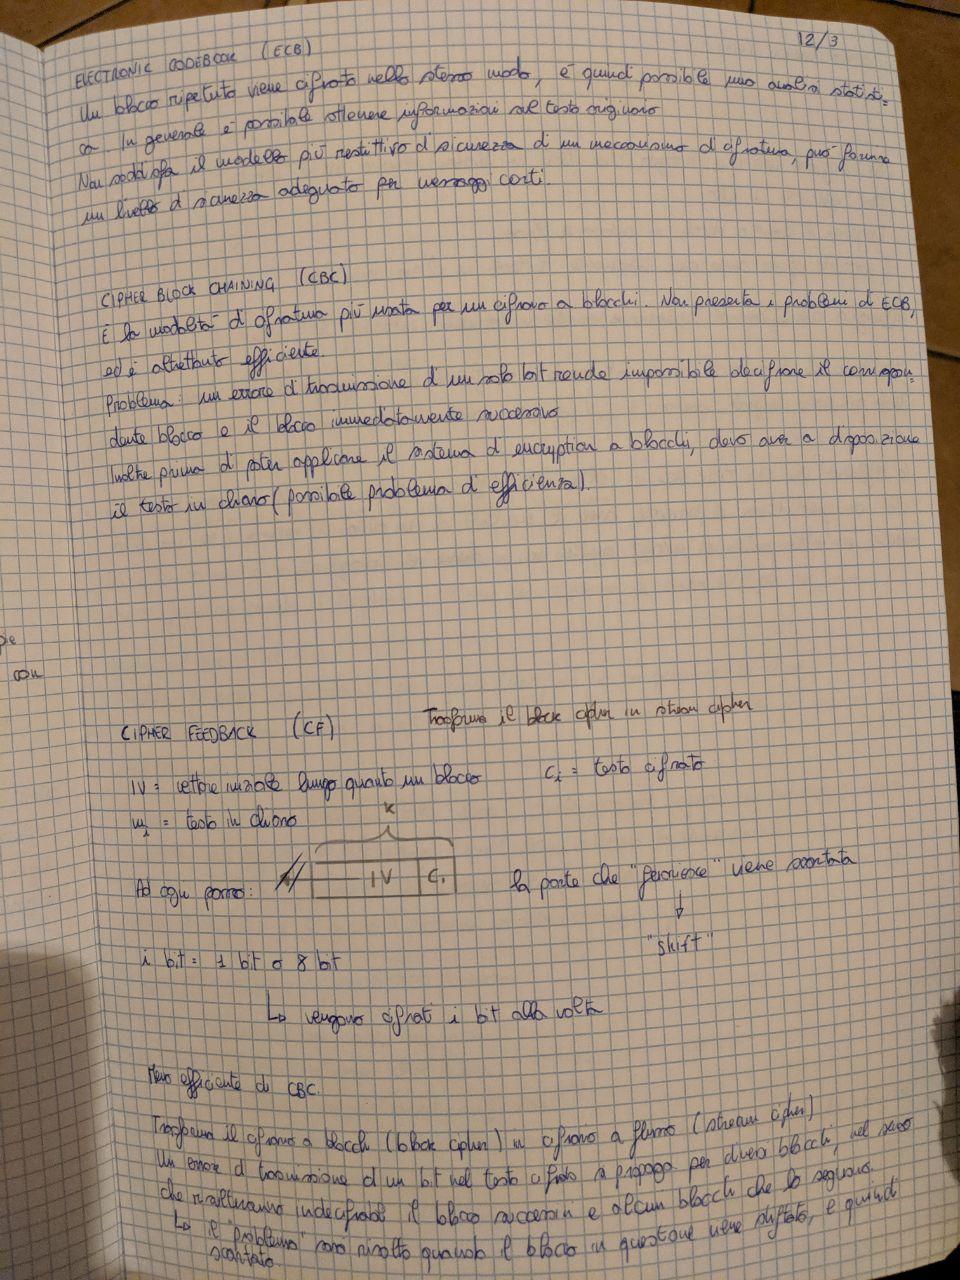 12/3
ELECTRONIC CODEBOOK (ECB)
Un blocco ripetuto viene cifrato nello stesso modo, è quindi possibile una analisi statisti=
ca. In generale è possibile ottenere informazioni sul testo originario
Non soddisfa il modello più restrittivo di sicurezza di un meccanismo di cifratura, può fornire
un livello di sicurezza adeguato per messaggi corti.
CIPHER BLOCK CHAINING (CBC)
È la modalità di cifratura più usata per un cifrario a blocchi. Non presenta i problemi di ECB,
ed è altrettanto efficiente.
Problema: un errore di trasmissione di un solo bit rende impossibile decifrare il corrispon=
dente blocco e il blocco immediatamente successivo
Inoltre prima di poter applicare il sistema di encryption a blocchi, devo aver a disposizione
il testo in chiaro (possibile problema di efficienza).
pie
con
CIPHER FEEDBACK (CF) Trasforma il block cipher in stream cipher
IV = vettore iniziale lungo quanto un blocco ci = testo cifrato
mi = testo in chiaro
K
Ad ogni passo: IV C1 la parte che "fuoriesce" viene scartata
"shift"
i bit = 1 bit o 8 bit
↳ vengono cifrati i bit alla volta
Meno efficiente di CBC.
Trasforma il cifrario a blocchi (block cipher) in cifrario a flusso (stream cipher)
Un errore di trasmissione di un bit nel testo cifrato si propaga per diversi blocchi, nel senso
che risulteranno indecifrabili il blocco successivo e alcuni blocchi che lo seguono.
↳ il "problema" sarà risolto quando il blocco in questione viene shiftato, e quindi
scartato.